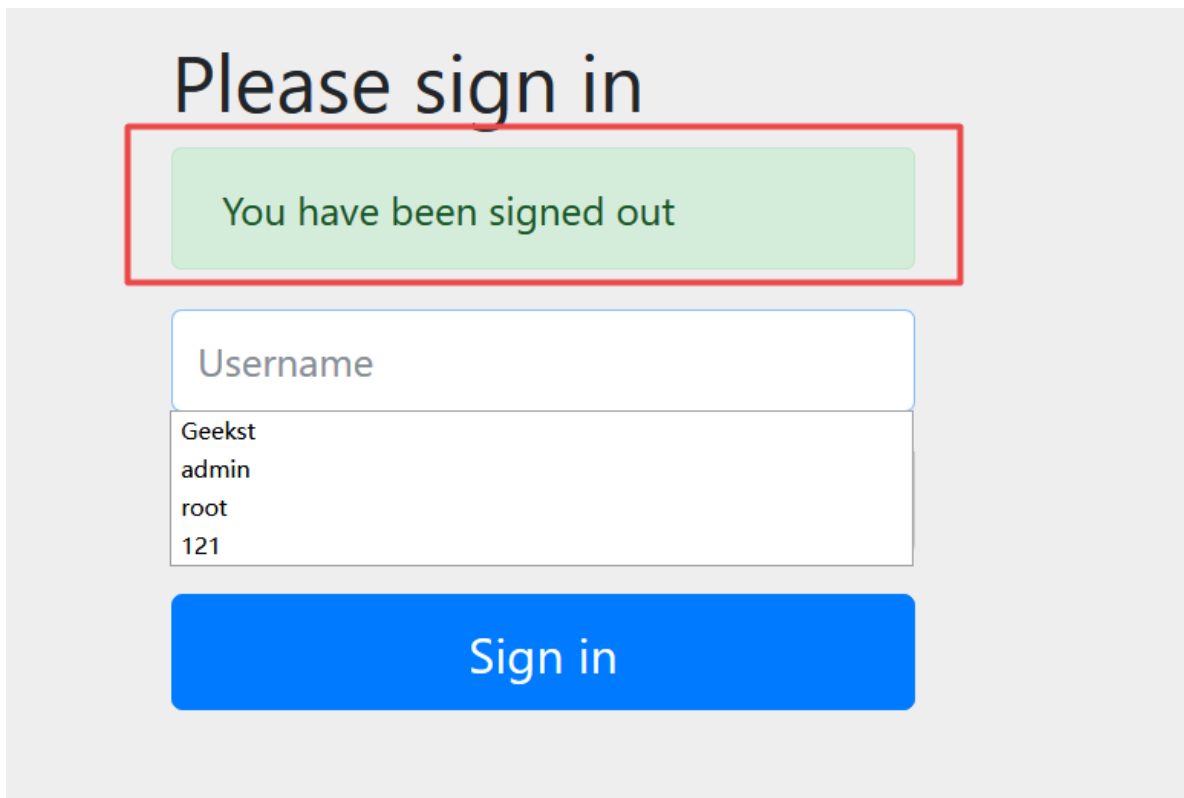 Please sign in
You have been signed out
Username
Geekst
admin
root
121
Sign in